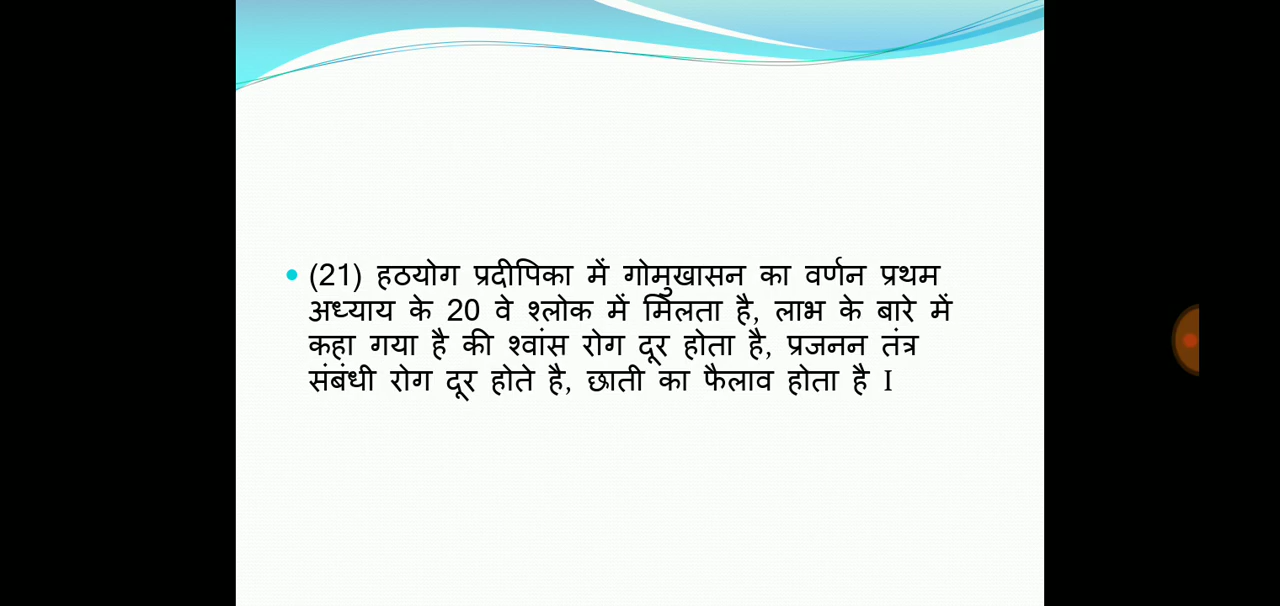 (21) हठयोग प्रदीपिका में गोमुखासन का वर्णन प्रथम
अध्याय के 20 वे श्लोक में मिलता है, लाभ के बारे में
कहा गया है की श्वांस रोग दूर होता है, प्रजनन तंत्र
संबंधी रोग दूर होते है, छाती का फैलाव होता है I